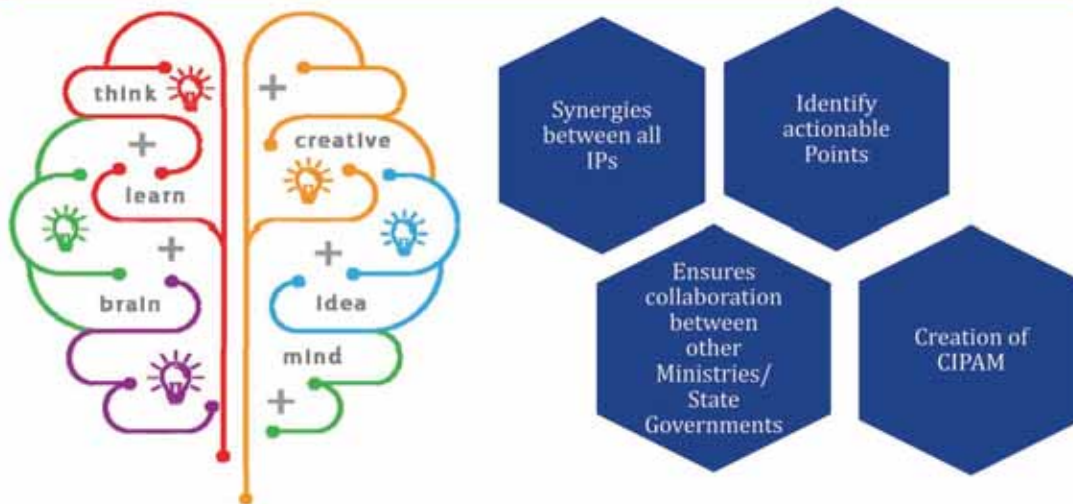 think
+
learn
+
brain
+
creative
+
idea
mind
+
Synergies
between all
IPs
Identify
actionable
Points
Ensures
collaboration
between
other
Ministries/
State
Governments
Creation of
CIPAM